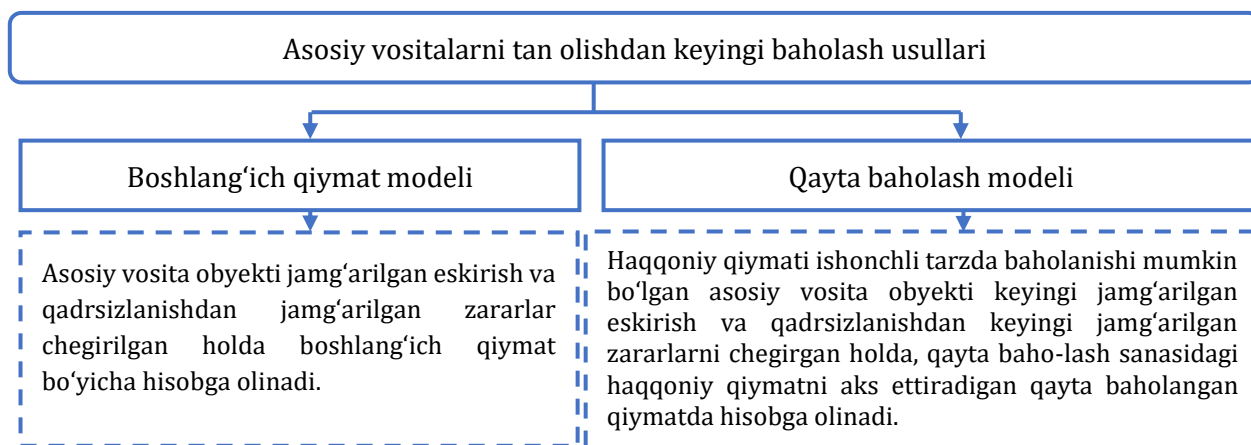 Asosiy vositalarni tan olishdan keyingi baholash usullari
Boshlang‘ich qiymat modeli
Qayta baholash modeli
Asosiy vosita obyekti jamg‘arilgan eskirish va
qadrsizlanishdan jamg‘arilgan zararlar
chegirilgan holda boshlang‘ich qiymat
bo‘yicha hisobga olinadi.
Haqqoniy qiymati ishonchli tarzda baholanishi mumkin
bo‘lgan asosiy vosita obyekti keyingi jamg‘arilgan
eskirish va qadrsizlanishdan keyingi jamg‘arilgan
zararlarni chegirgan holda, qayta baho-lash sanasidagi
haqqoniy qiymatni aks ettiradigan qayta baholangan
qiymatda hisobga olinadi.